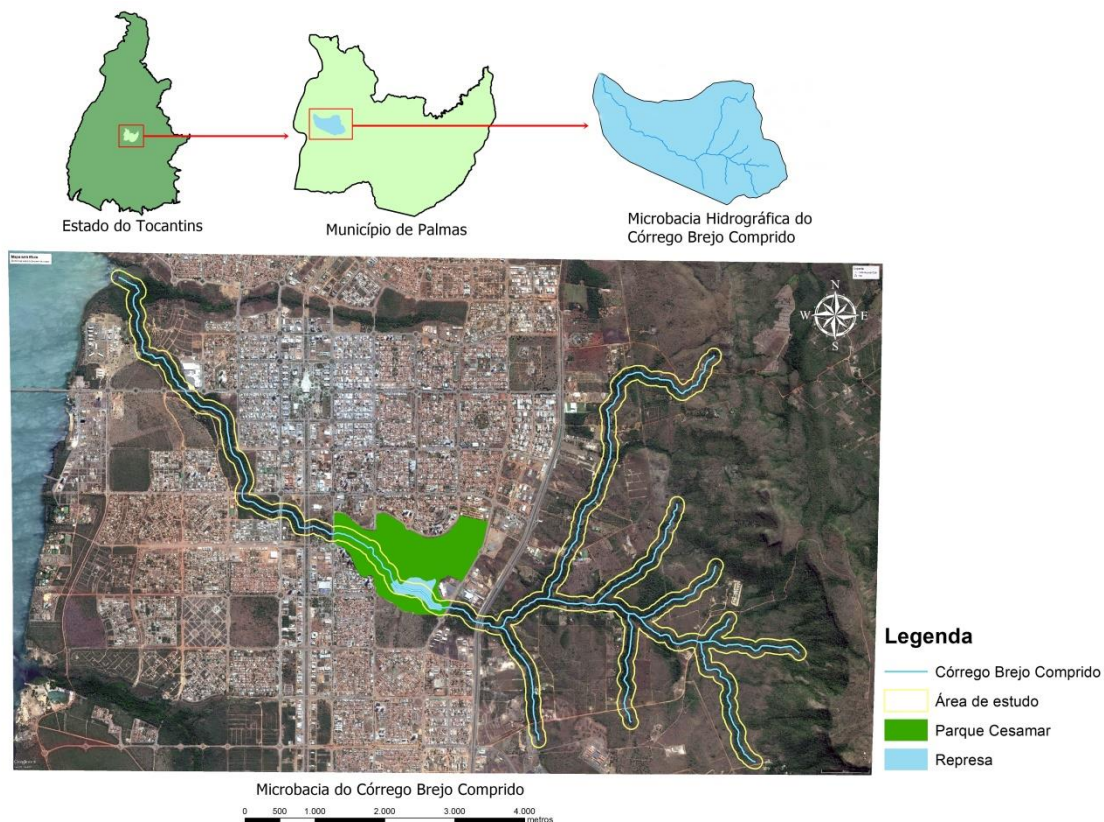 Estado do Tocantins
Município de Palmas
Microbacia Hidrográfica do
Córrego Brejo Comprido
N
W
E
S
Legenda
Córrego Brejo Comprido
Área de estudo
Parque Cesamar
Represa
Microbacia do Córrego Brejo Comprido
0 500 1.000 2.000 3.000 4.000
metros